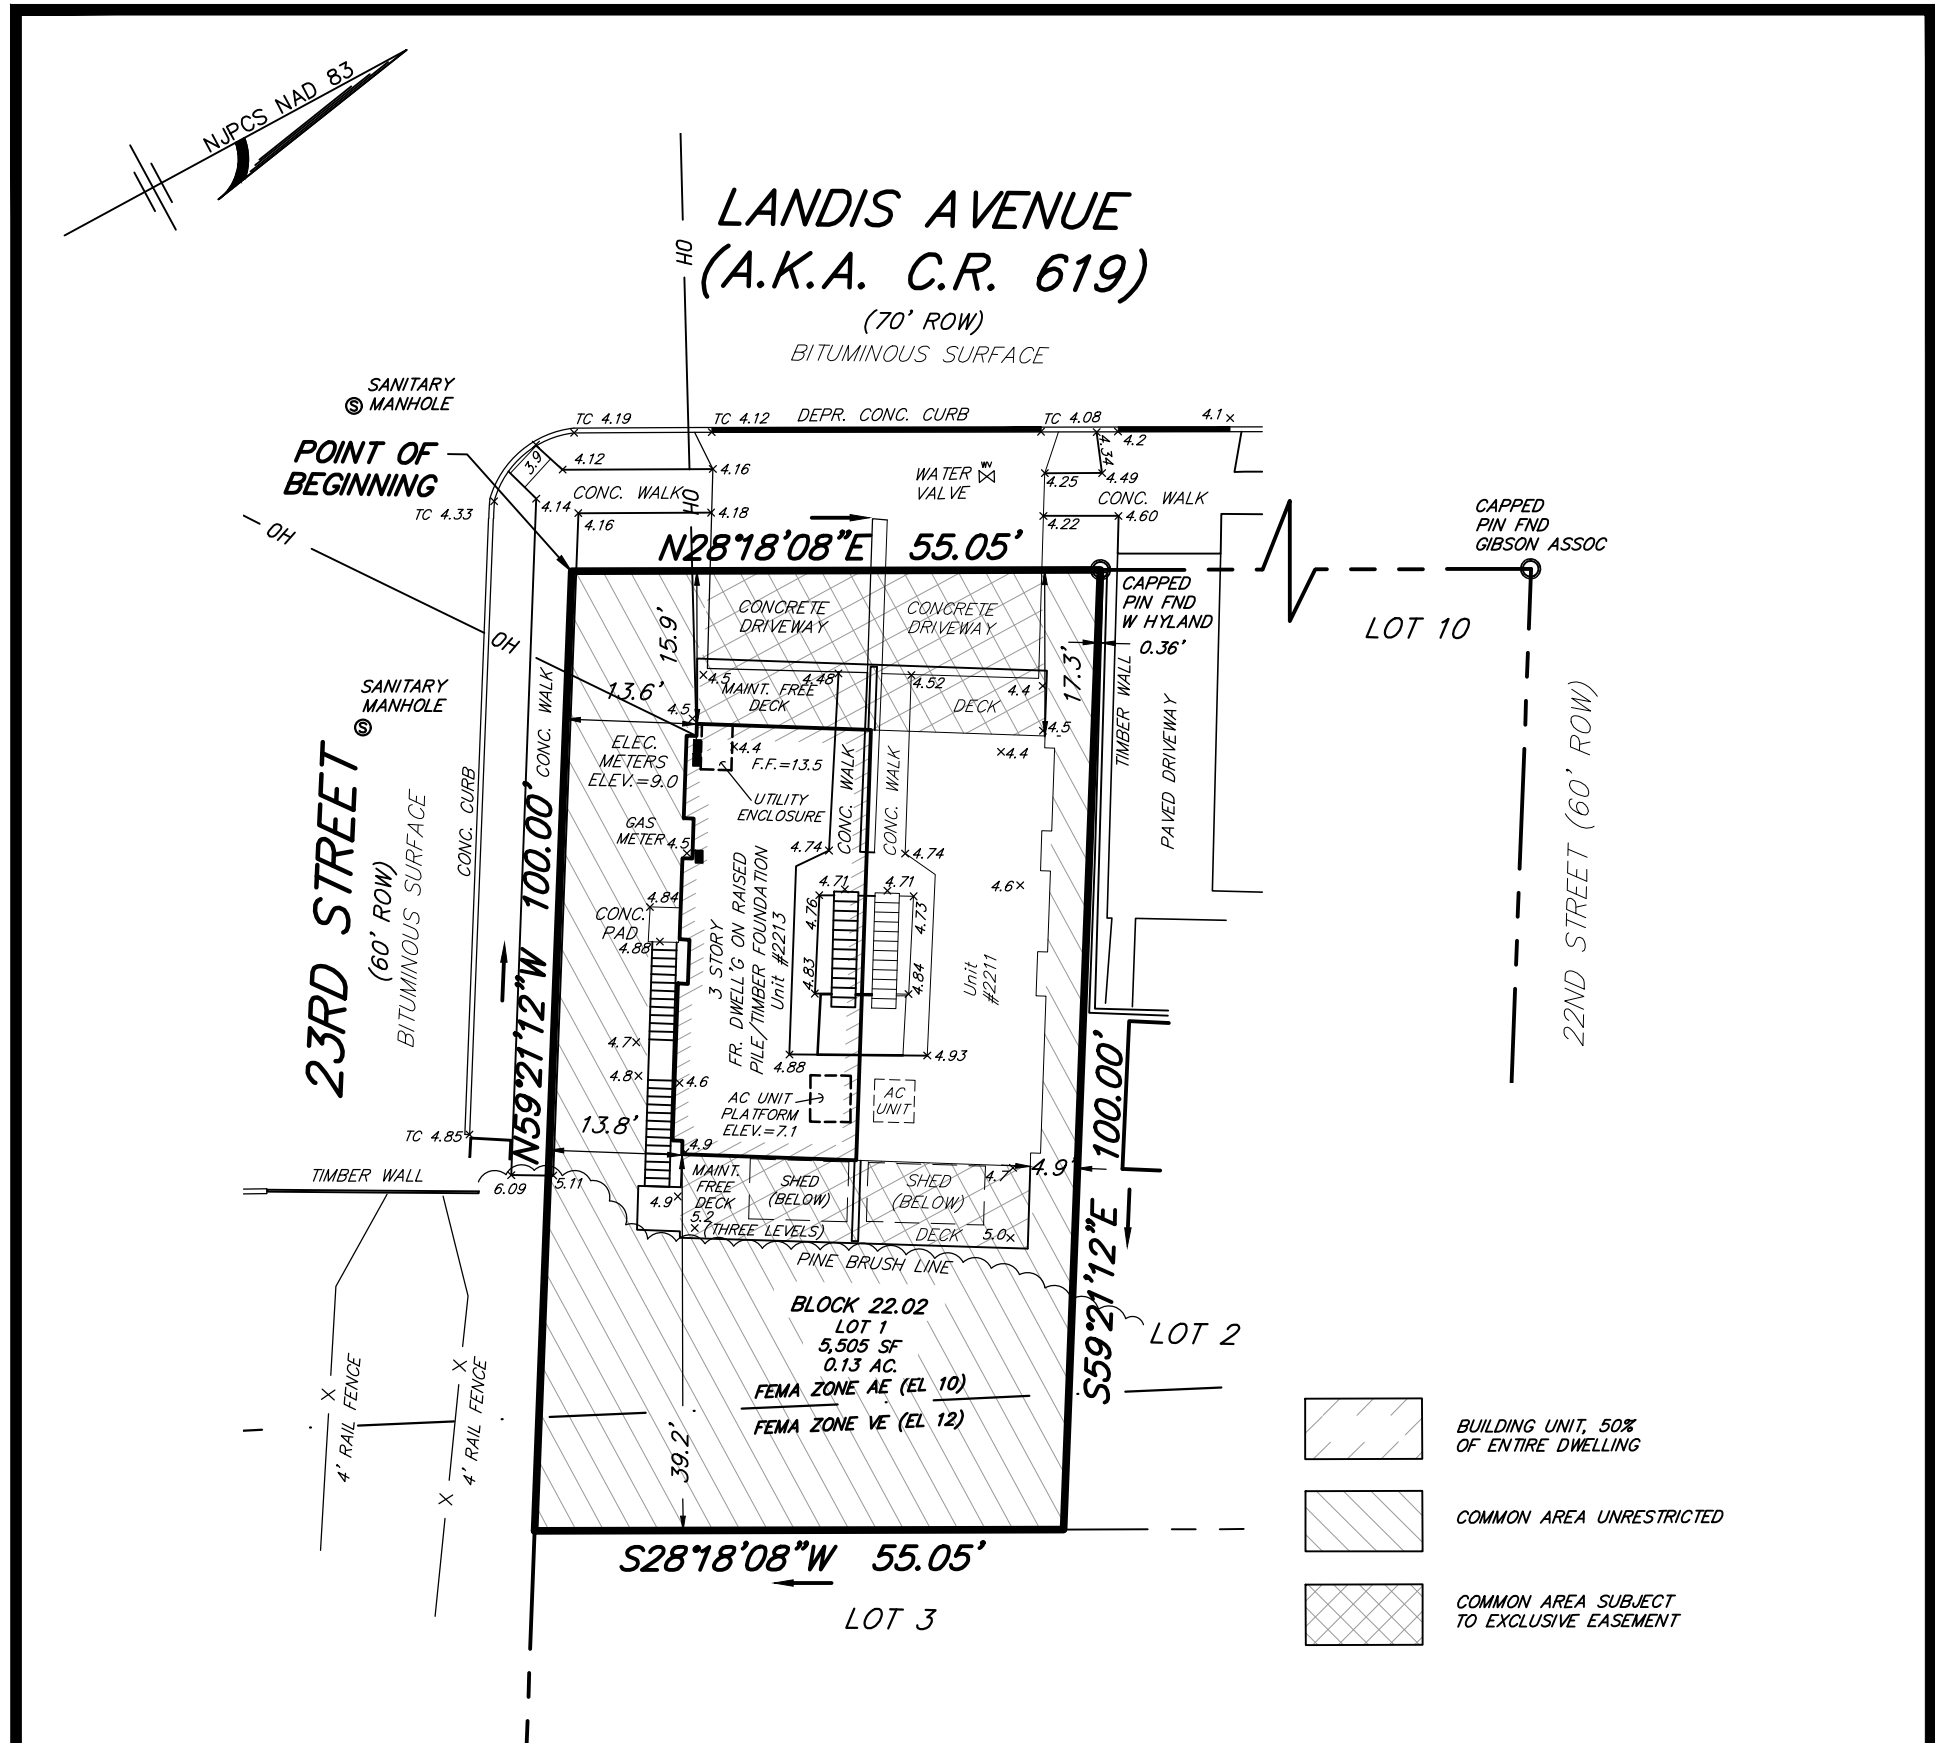 NJPCS NAD 83
LANDIS AVENUE
(A.K.A. C.R. 619)
(70' ROW)
BITUMINOUS SURFACE
OH
OH
OH
OH
SANITARY
MANHOLE
S
POINT OF
BEGINNING
TC 4.19
TC 4.12
DEPR. CONC. CURB
TC 4.08
4.1
4.2
4.34
3.9
4.12
4.16
WATER
VALVE
WV
4.25
4.49
CONC. WALK
4.14
TC 4.33
4.16
4.18
CONC. WALK
4.22
4.60
CAPPED
PIN FND
GIBSON ASSOC
N28°18'08"E 55.05'
CAPPED
PIN FND
W HYLAND
0.36'
LOT 10
CONCRETE
DRIVEWAY
CONCRETE
DRIVEWAY
15.9'
17.3'
13.6'
4.5
MAINT. FREE
DECK
4.48
4.52
4.4
DECK
4.5
4.5
4.4
4.4
SANITARY
MANHOLE
S
CONC. WALK
TIMBER WALL
PAVED DRIVEWAY
ELEC.
METERS
ELEV.=9.0
F.F.=13.5
UTILITY
ENCLOSURE
CONC. WALK
CONC. WALK
GAS
METER
4.5
4.74
4.74
23RD STREET
(60' ROW)
BITUMINOUS SURFACE
CONC. CURB
N59°21'12"W 100.00'
22ND STREET (60' ROW)
4.84
CONC.
PAD
4.88
3 STORY
FR. DWELL'G ON RAISED
PILE/TIMBER FOUNDATION
Unit #2213
4.71
4.71
4.76
4.73
4.83
4.84
4.6
Unit
#2211
4.7
4.8
4.6
4.88
4.93
AC UNIT
PLATFORM
ELEV.=7.1
AC
UNIT
13.8'
TC 4.85
4.9
TIMBER WALL
6.09
5.11
MAINT.
FREE
DECK
5.2
(THREE LEVELS)
4.9
SHED
(BELOW)
SHED
(BELOW)
4.7
4.9'
DECK
5.0
PINE BRUSH LINE
S59°21'12"E 100.00'
BLOCK 22.02
LOT 1
5,505 SF
0.13 AC.
FEMA ZONE AE (EL 10)
FEMA ZONE VE (EL 12)
LOT 2
39.2'
X
4' RAIL FENCE
X
X
4' RAIL FENCE
S28°18'08"W 55.05'
LOT 3
BUILDING UNIT, 50%
OF ENTIRE DWELLING
COMMON AREA UNRESTRICTED
COMMON AREA SUBJECT
TO EXCLUSIVE EASEMENT